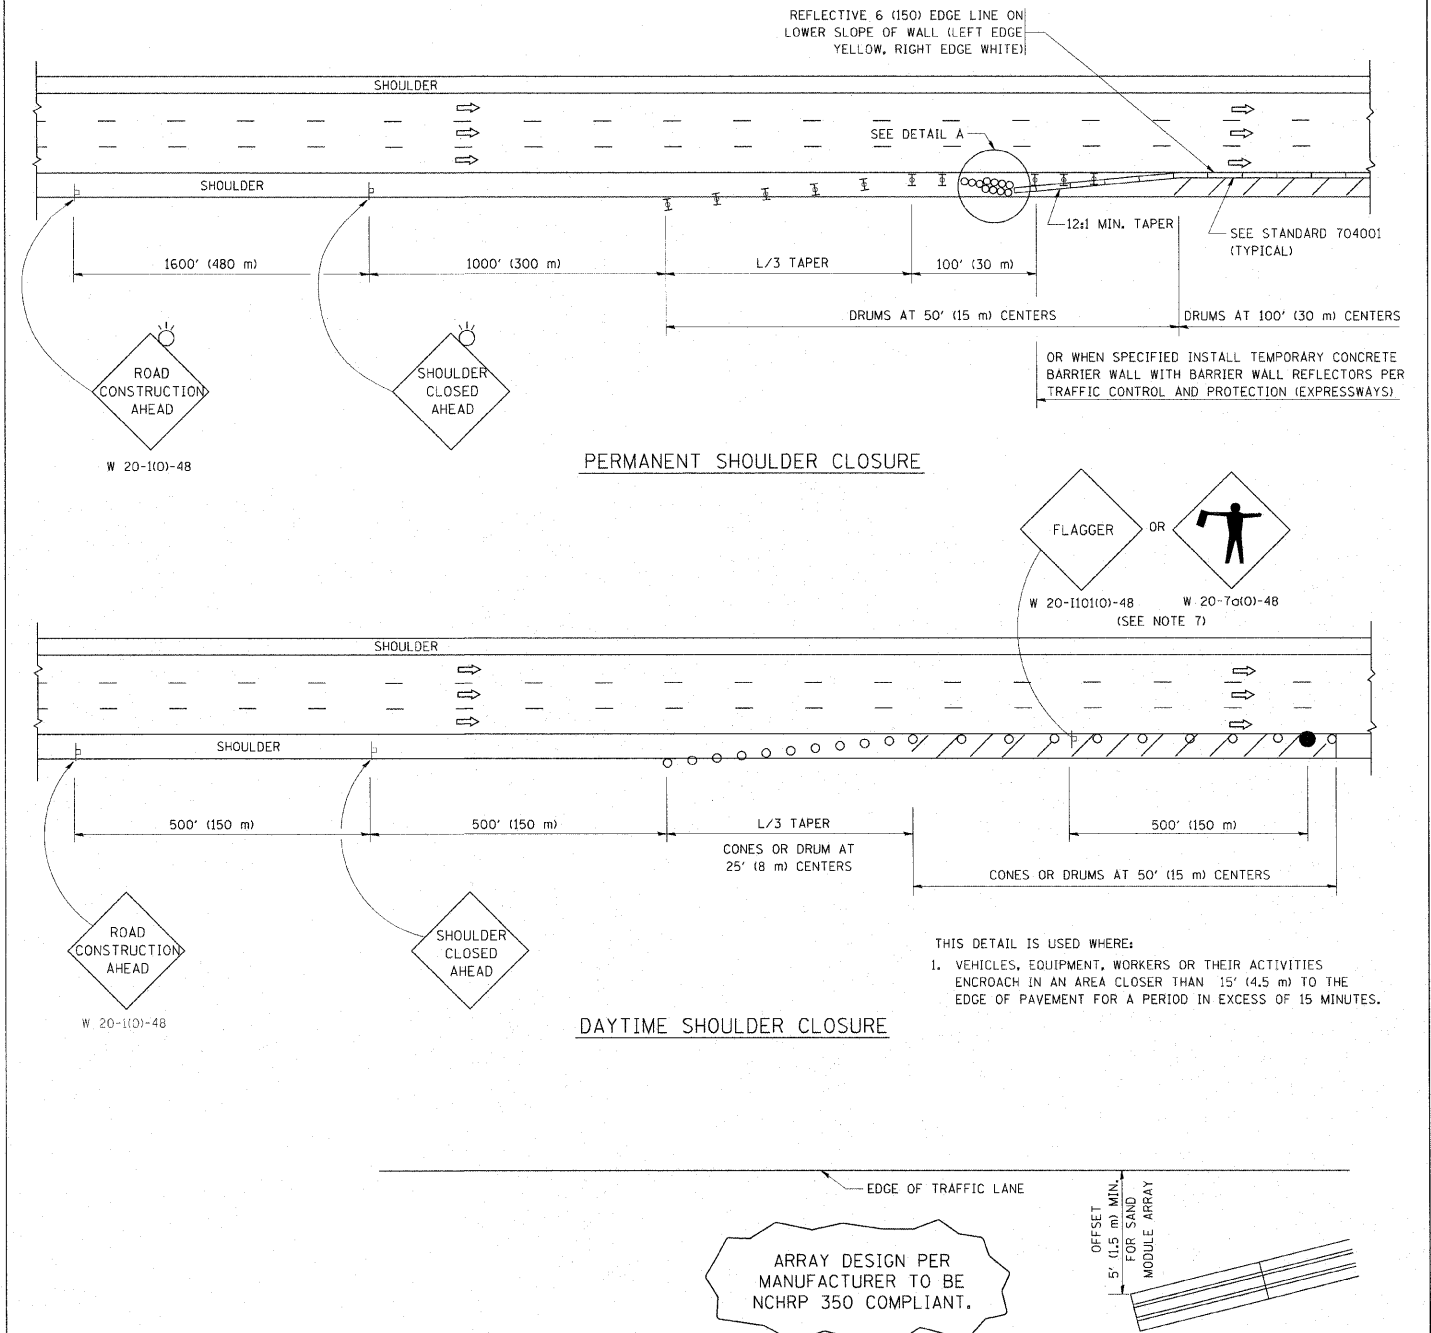 REFLECTIVE 6 (150) EDGE LINE ON
LOWER SLOPE OF WALL (LEFT EDGE
YELLOW, RIGHT EDGE WHITE)
SHOULDER
SEE DETAIL A
SHOULDER
12:1 MIN. TAPER
SEE STANDARD 704001
(TYPICAL)
1600' (480 m)
1000' (300 m)
L/3 TAPER
100' (30 m)
DRUMS AT 50' (15 m) CENTERS
DRUMS AT 100' (30 m) CENTERS
OR WHEN SPECIFIED INSTALL TEMPORARY CONCRETE
BARRIER WALL WITH BARRIER WALL REFLECTORS PER
TRAFFIC CONTROL AND PROTECTION (EXPRESSWAYS)
ROAD
CONSTRUCTION
AHEAD
W 20-1(O)-48
SHOULDER
CLOSED
AHEAD
PERMANENT SHOULDER CLOSURE
FLAGGER
OR
W 20-I101(O)-48
W 20-7a(O)-48
(SEE NOTE 7)
SHOULDER
SHOULDER
500' (150 m)
500' (150 m)
L/3 TAPER
CONES OR DRUM AT
25' (8 m) CENTERS
500' (150 m)
CONES OR DRUMS AT 50' (15 m) CENTERS
ROAD
CONSTRUCTION
AHEAD
W 20-1(O)-48
SHOULDER
CLOSED
AHEAD
THIS DETAIL IS USED WHERE:
1. VEHICLES, EQUIPMENT, WORKERS OR THEIR ACTIVITIES
ENCROACH IN AN AREA CLOSER THAN 15' (4.5 m) TO THE
EDGE OF PAVEMENT FOR A PERIOD IN EXCESS OF 15 MINUTES.
DAYTIME SHOULDER CLOSURE
EDGE OF TRAFFIC LANE
OFFSET
5' (1.5 m) MIN.
FOR SAND
MODULE ARRAY
ARRAY DESIGN PER
MANUFACTURER TO BE
NCHRP 350 COMPLIANT.